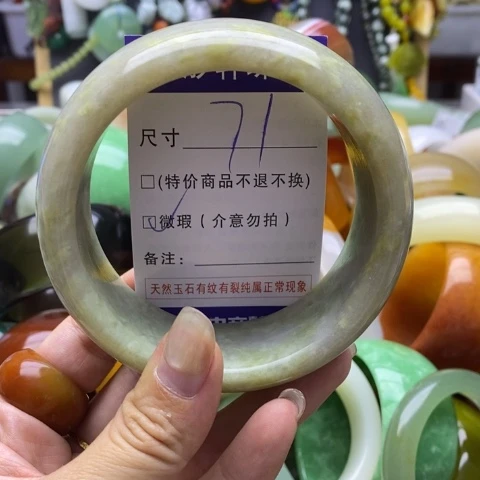 尺寸 71
□(特价商品不退不换)
☑微瑕(介意勿拍)
备注:
天然玉石有纹有裂纯属正常现象